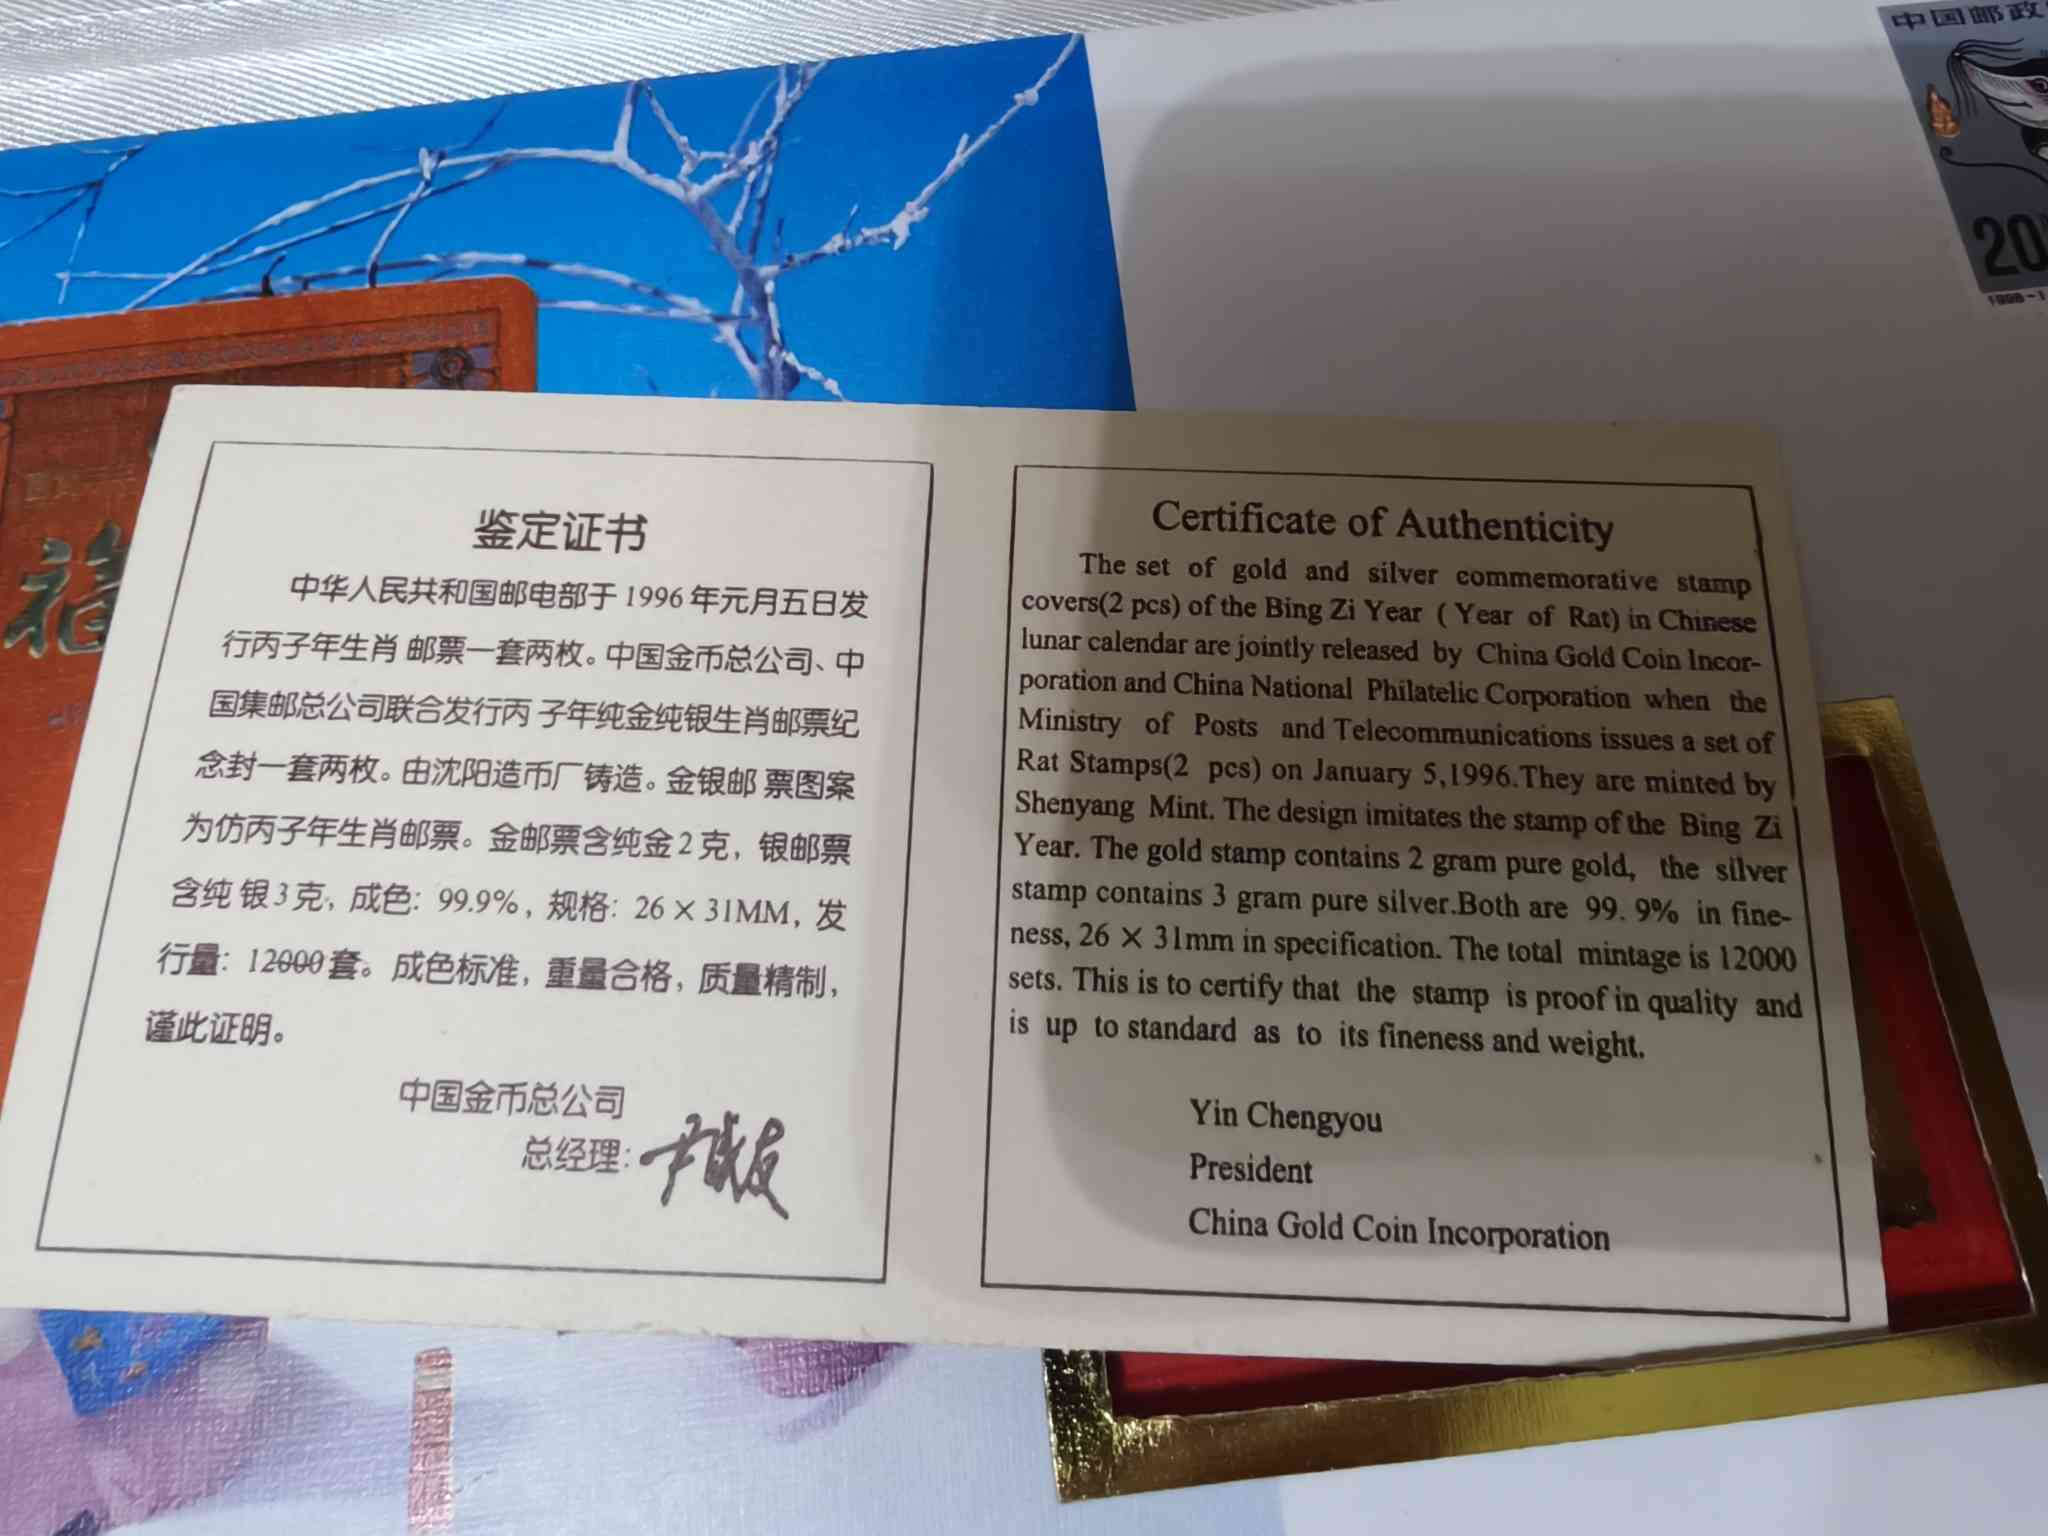 中国邮政
20
1996-1
福
鉴定证书
中华人民共和国邮电部于1996年元月五日发
行丙子年生肖 邮票一套两枚。中国金币总公司、中
国集邮总公司联合发行丙 子年纯金纯银生肖邮票纪
念封一套两枚。由沈阳造币厂铸造。金银邮 票图案
为仿丙子年生肖邮票。金邮票含纯金2克，银邮票
含纯 银3克，成色：99.9%，规格：26×31MM，发
行量：12000套。成色标准，重量合格，质量精制，
谨此证明。
中国金币总公司
总经理：尹成友
Certificate of Authenticity
The set of gold and silver commemorative stamp
covers(2 pcs) of the Bing Zi Year ( Year of Rat) in Chinese
lunar calendar are jointly released by China Gold Coin Incor-
poration and China National Philatelic Corporation when the
Ministry of Posts and Telecommunications issues a set of
Rat Stamps(2 pcs) on January 5,1996.They are minted by
Shenyang Mint. The design imitates the stamp of the Bing Zi
Year. The gold stamp contains 2 gram pure gold, the silver
stamp contains 3 gram pure silver.Both are 99. 9% in fine-
ness, 26 × 31mm in specification. The total mintage is 12000
sets. This is to certify that the stamp is proof in quality and
is up to standard as to its fineness and weight.
Yin Chengyou
President
China Gold Coin Incorporation